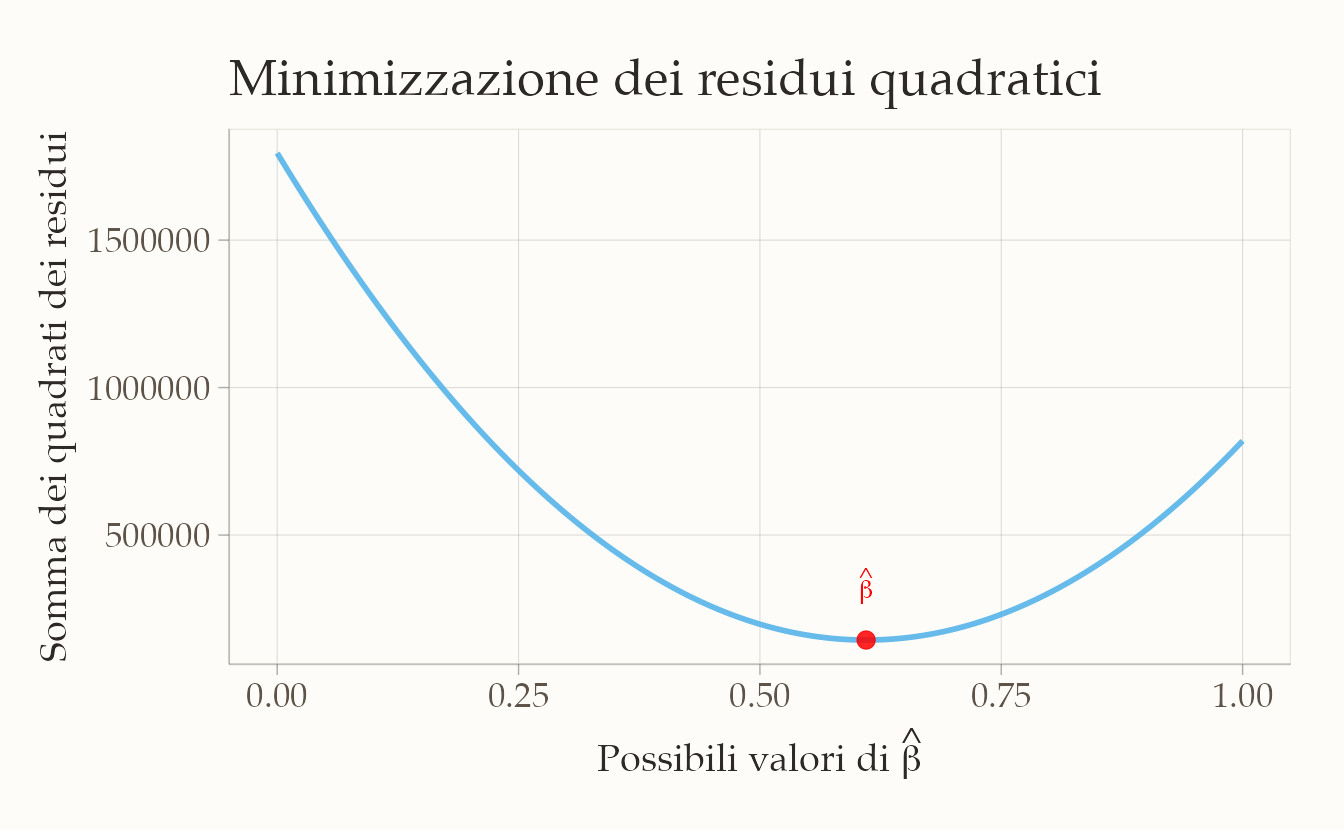 Minimizzazione dei residui quadratici
Somma dei quadrati dei residui
1500000
1000000
500000
β̂
0.00 0.25 0.50 0.75 1.00
Possibili valori di β̂